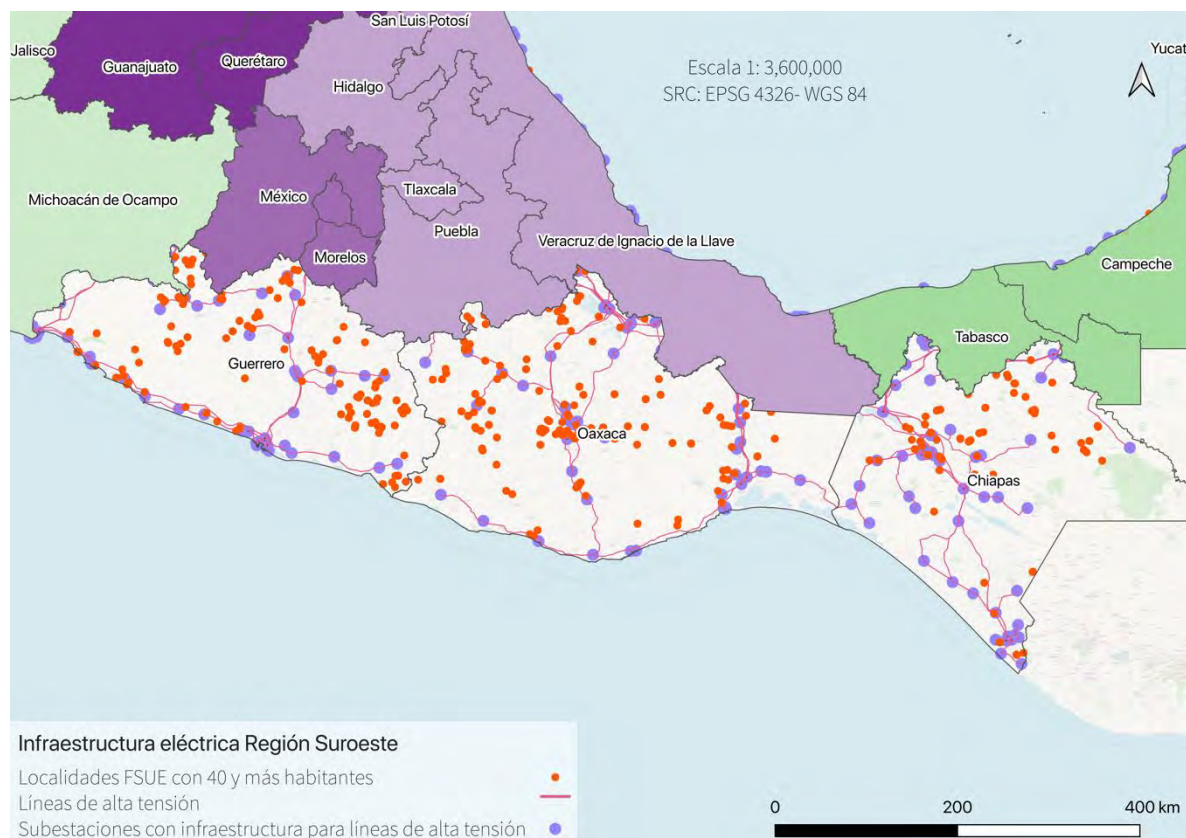 San Luis Potosí
Jalisco
Guanajuato
Querétaro
Yucat
Escala 1: 3,600,000
SRC: EPSG 4326- WGS 84
Hidalgo
Michoacán de Ocampo
México
Tlaxcala
Puebla
Morelos
Veracruz de Ignacio de la Llave
Campeche
Tabasco
Guerrero
Oaxaca
Chiapas
Infraestructura eléctrica Región Suroeste
Localidades FSUE con 40 y más habitantes
Líneas de alta tensión
Subestaciones con infraestructura para líneas de alta tensión
0 200 400 km